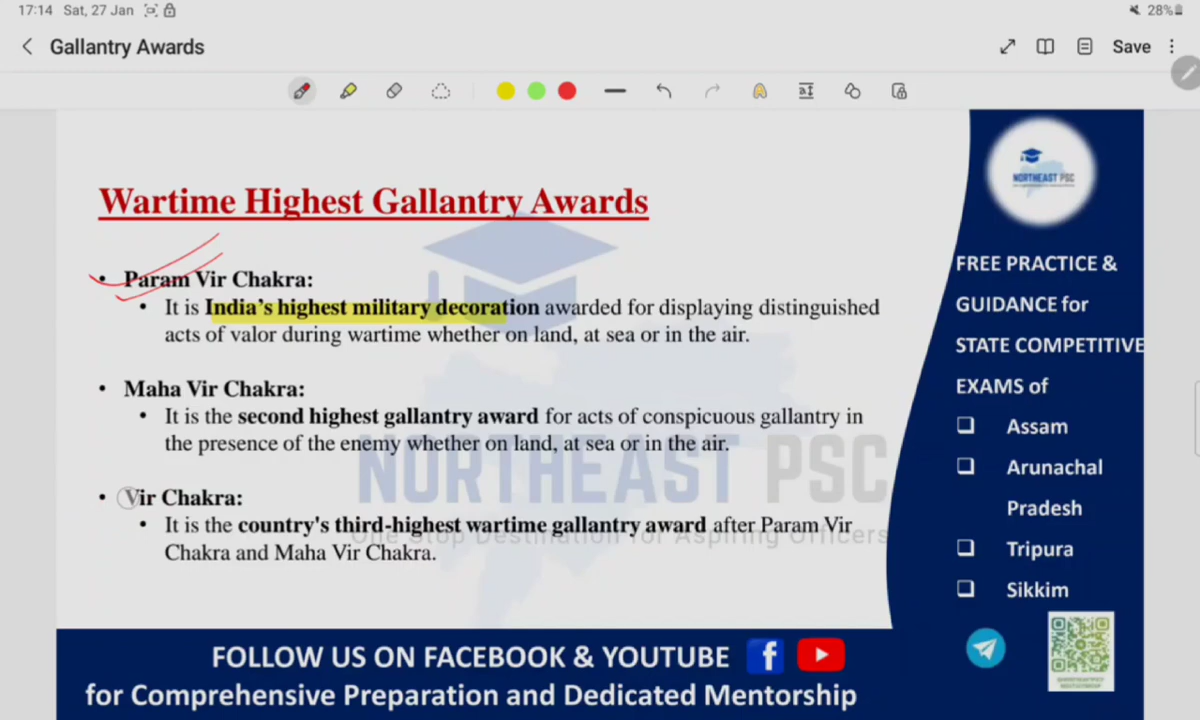 17:14 Sat, 27 Jan
28%
Gallantry Awards
Save
Wartime Highest Gallantry Awards
• Param Vir Chakra:
• It is India's highest military decoration awarded for displaying distinguished
acts of valor during wartime whether on land, at sea or in the air.
• Maha Vir Chakra:
• It is the second highest gallantry award for acts of conspicuous gallantry in
the presence of the enemy whether on land, at sea or in the air.
• Vir Chakra:
• It is the country's third-highest wartime gallantry award after Param Vir
Chakra and Maha Vir Chakra.
NORTHEAST PSC
One Stop Destination for Aspiring Officers
NORTHEAST PSC
FREE PRACTICE &
GUIDANCE for
STATE COMPETITIVE
EXAMS of
Assam
Arunachal
Pradesh
Tripura
Sikkim
FOLLOW US ON FACEBOOK & YOUTUBE
for Comprehensive Preparation and Dedicated Mentorship